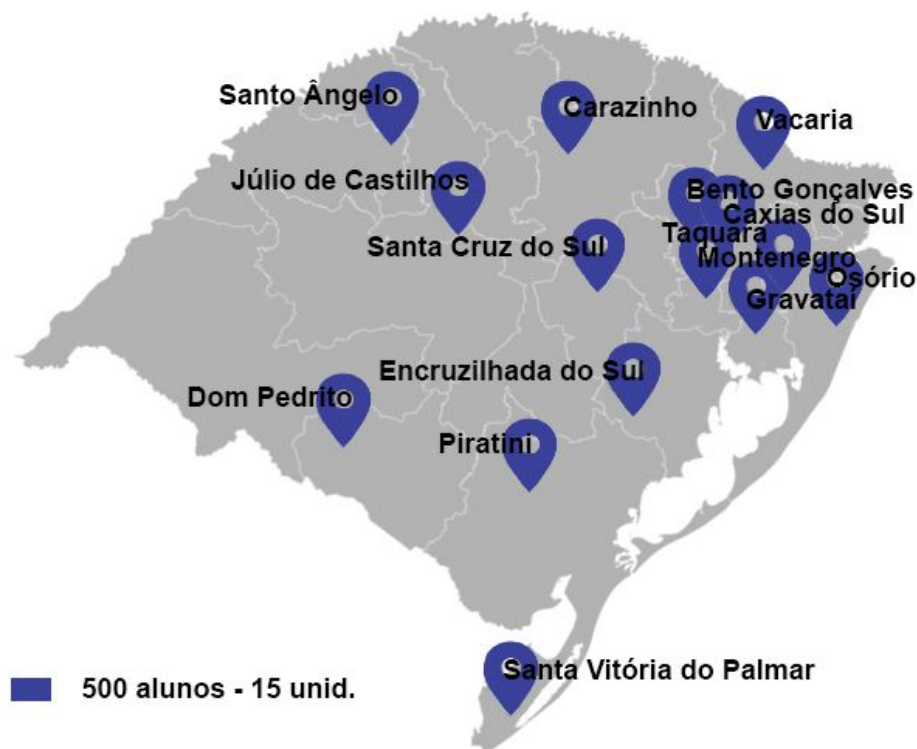 Santo Ângelo
Carazinho
Vacaria
Júlio de Castilhos
Bento Gonçalves
Caxias do Sul
Taquara
Santa Cruz do Sul
Montenegro
Osório
Gravataí
Encruzilhada do Sul
Dom Pedrito
Piratini
Santa Vitória do Palmar
500 alunos - 15 unid.